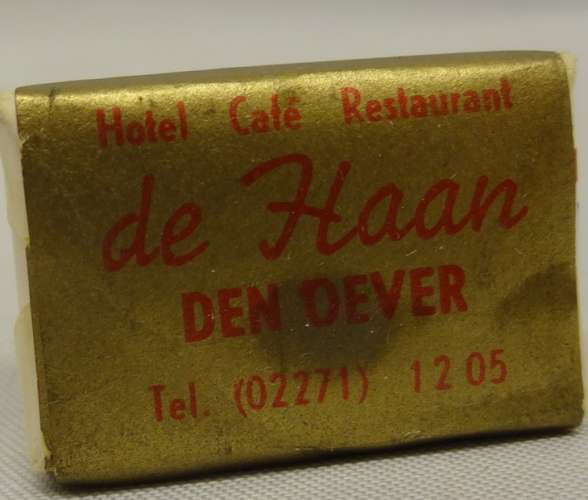 Hotel Café Restaurant
de Haan
DEN OEVER
Tel. (02271) 12 05